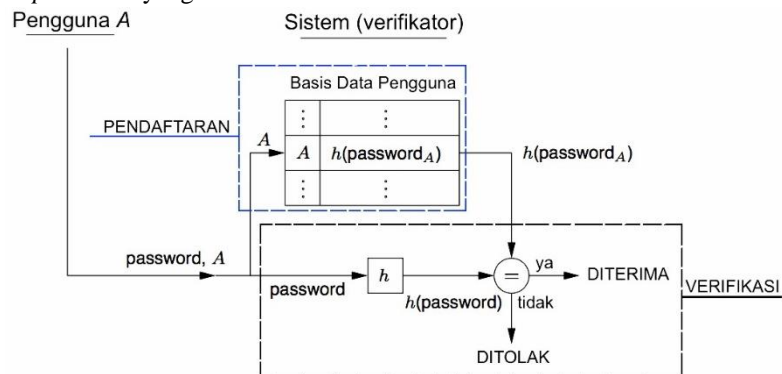 Pengguna A
Sistem (verifikator)
Basis Data Pengguna
PENDAFTARAN
A
⋮ ⋮
A h(password_A)
⋮ ⋮
h(password_A)
password, A
password
h
h(password)
=
ya
DITERIMA
tidak
DITOLAK
VERIFIKASI